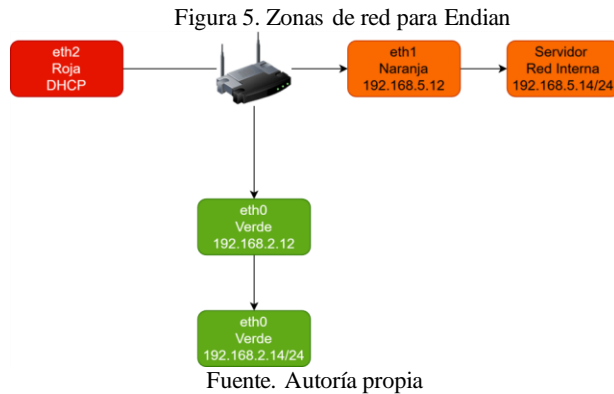 Figura 5. Zonas de red para Endian
eth2
Roja
DHCP
eth1
Naranja
192.168.5.12
Servidor
Red Interna
192.168.5.14/24
eth0
Verde
192.168.2.12
eth0
Verde
192.168.2.14/24
Fuente. Autoría propia